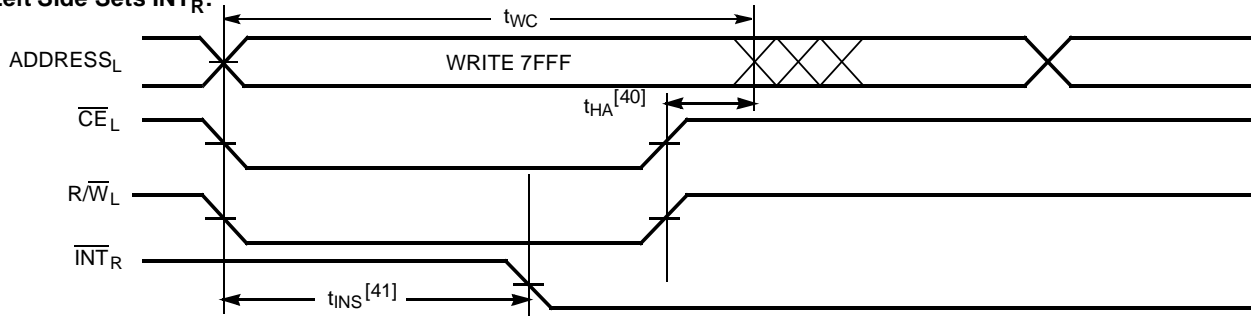 Left Side Sets INTR:
tWC
ADDRESSL
WRITE 7FFF
tHA[40]
CEL
R/WL
INTR
tINS[41]